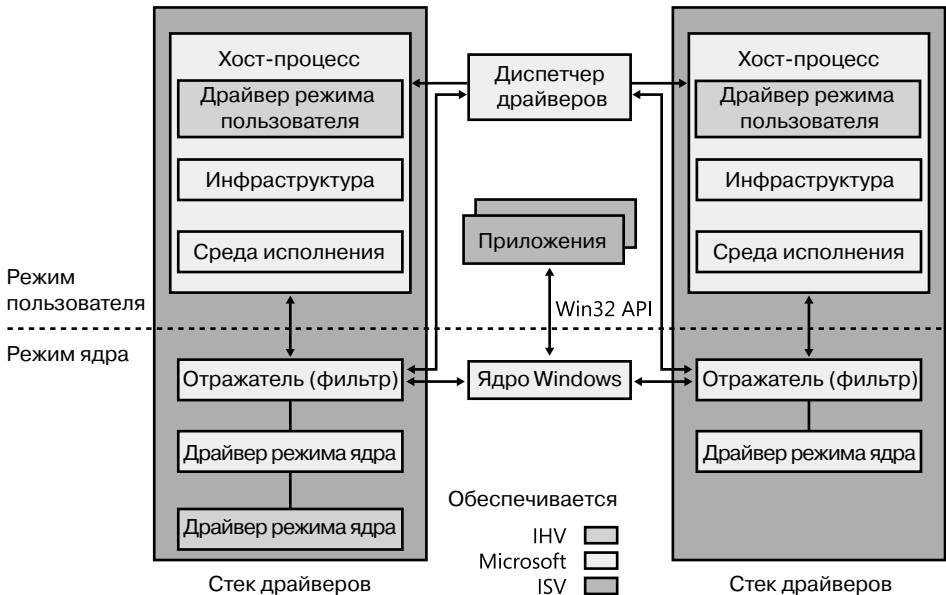 Хост-процесс
Драйвер режима
пользователя
Инфраструктура
Среда исполнения
Диспетчер
драйверов
Приложения
Win32 API
Хост-процесс
Драйвер режима
пользователя
Инфраструктура
Среда исполнения
Режим
пользователя
Режим ядра
Отражатель (фильтр)
Драйвер режима ядра
Драйвер режима ядра
Стек драйверов
Ядро Windows
Обеспечивается
IHV
Microsoft
ISV
Отражатель (фильтр)
Драйвер режима ядра
Стек драйверов